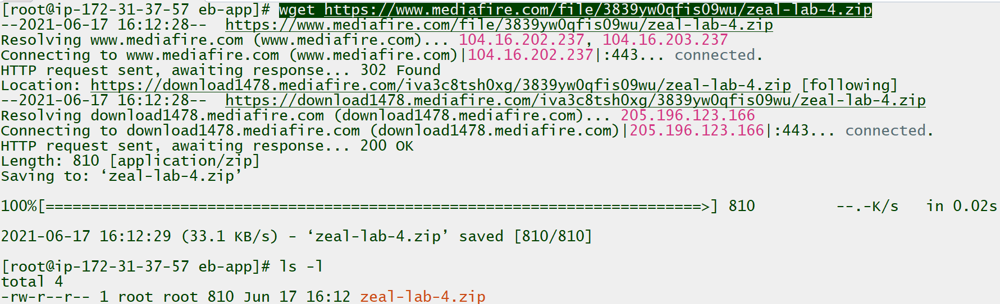 [root@ip-172-31-37-57 eb-app]# wget https://www.mediafire.com/file/3839yw0qfis09wu/zeal-lab-4.zip
--2021-06-17 16:12:28--  https://www.mediafire.com/file/3839yw0qfis09wu/zeal-lab-4.zip
Resolving www.mediafire.com (www.mediafire.com)... 104.16.202.237, 104.16.203.237
Connecting to www.mediafire.com (www.mediafire.com)|104.16.202.237|:443... connected.
HTTP request sent, awaiting response... 302 Found
Location: https://download1478.mediafire.com/iva3c8tsh0xg/3839yw0qfis09wu/zeal-lab-4.zip [following]
--2021-06-17 16:12:28--  https://download1478.mediafire.com/iva3c8tsh0xg/3839yw0qfis09wu/zeal-lab-4.zip
Resolving download1478.mediafire.com (download1478.mediafire.com)... 205.196.123.166
Connecting to download1478.mediafire.com (download1478.mediafire.com)|205.196.123.166|:443... connected.
HTTP request sent, awaiting response... 200 OK
Length: 810 [application/zip]
Saving to: ‘zeal-lab-4.zip’
100%[=========================================================================>] 810         --.-K/s   in 0.02s
2021-06-17 16:12:29 (33.1 KB/s) - ‘zeal-lab-4.zip’ saved [810/810]
[root@ip-172-31-37-57 eb-app]# ls -l
total 4
-rw-r--r-- 1 root root 810 Jun 17 16:12 zeal-lab-4.zip